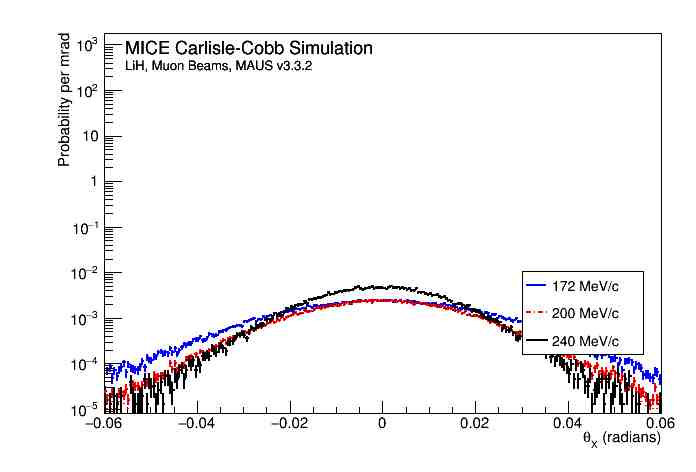 MICE Carlisle-Cobb Simulation
LiH, Muon Beams, MAUS v3.3.2
Probability per mrad
10³
10²
10
1
10⁻¹
10⁻²
10⁻³
10⁻⁴
10⁻⁵
172 MeV/c
200 MeV/c
240 MeV/c
−0.06 −0.04 −0.02 0 0.02 0.04 0.06
θ_X (radians)